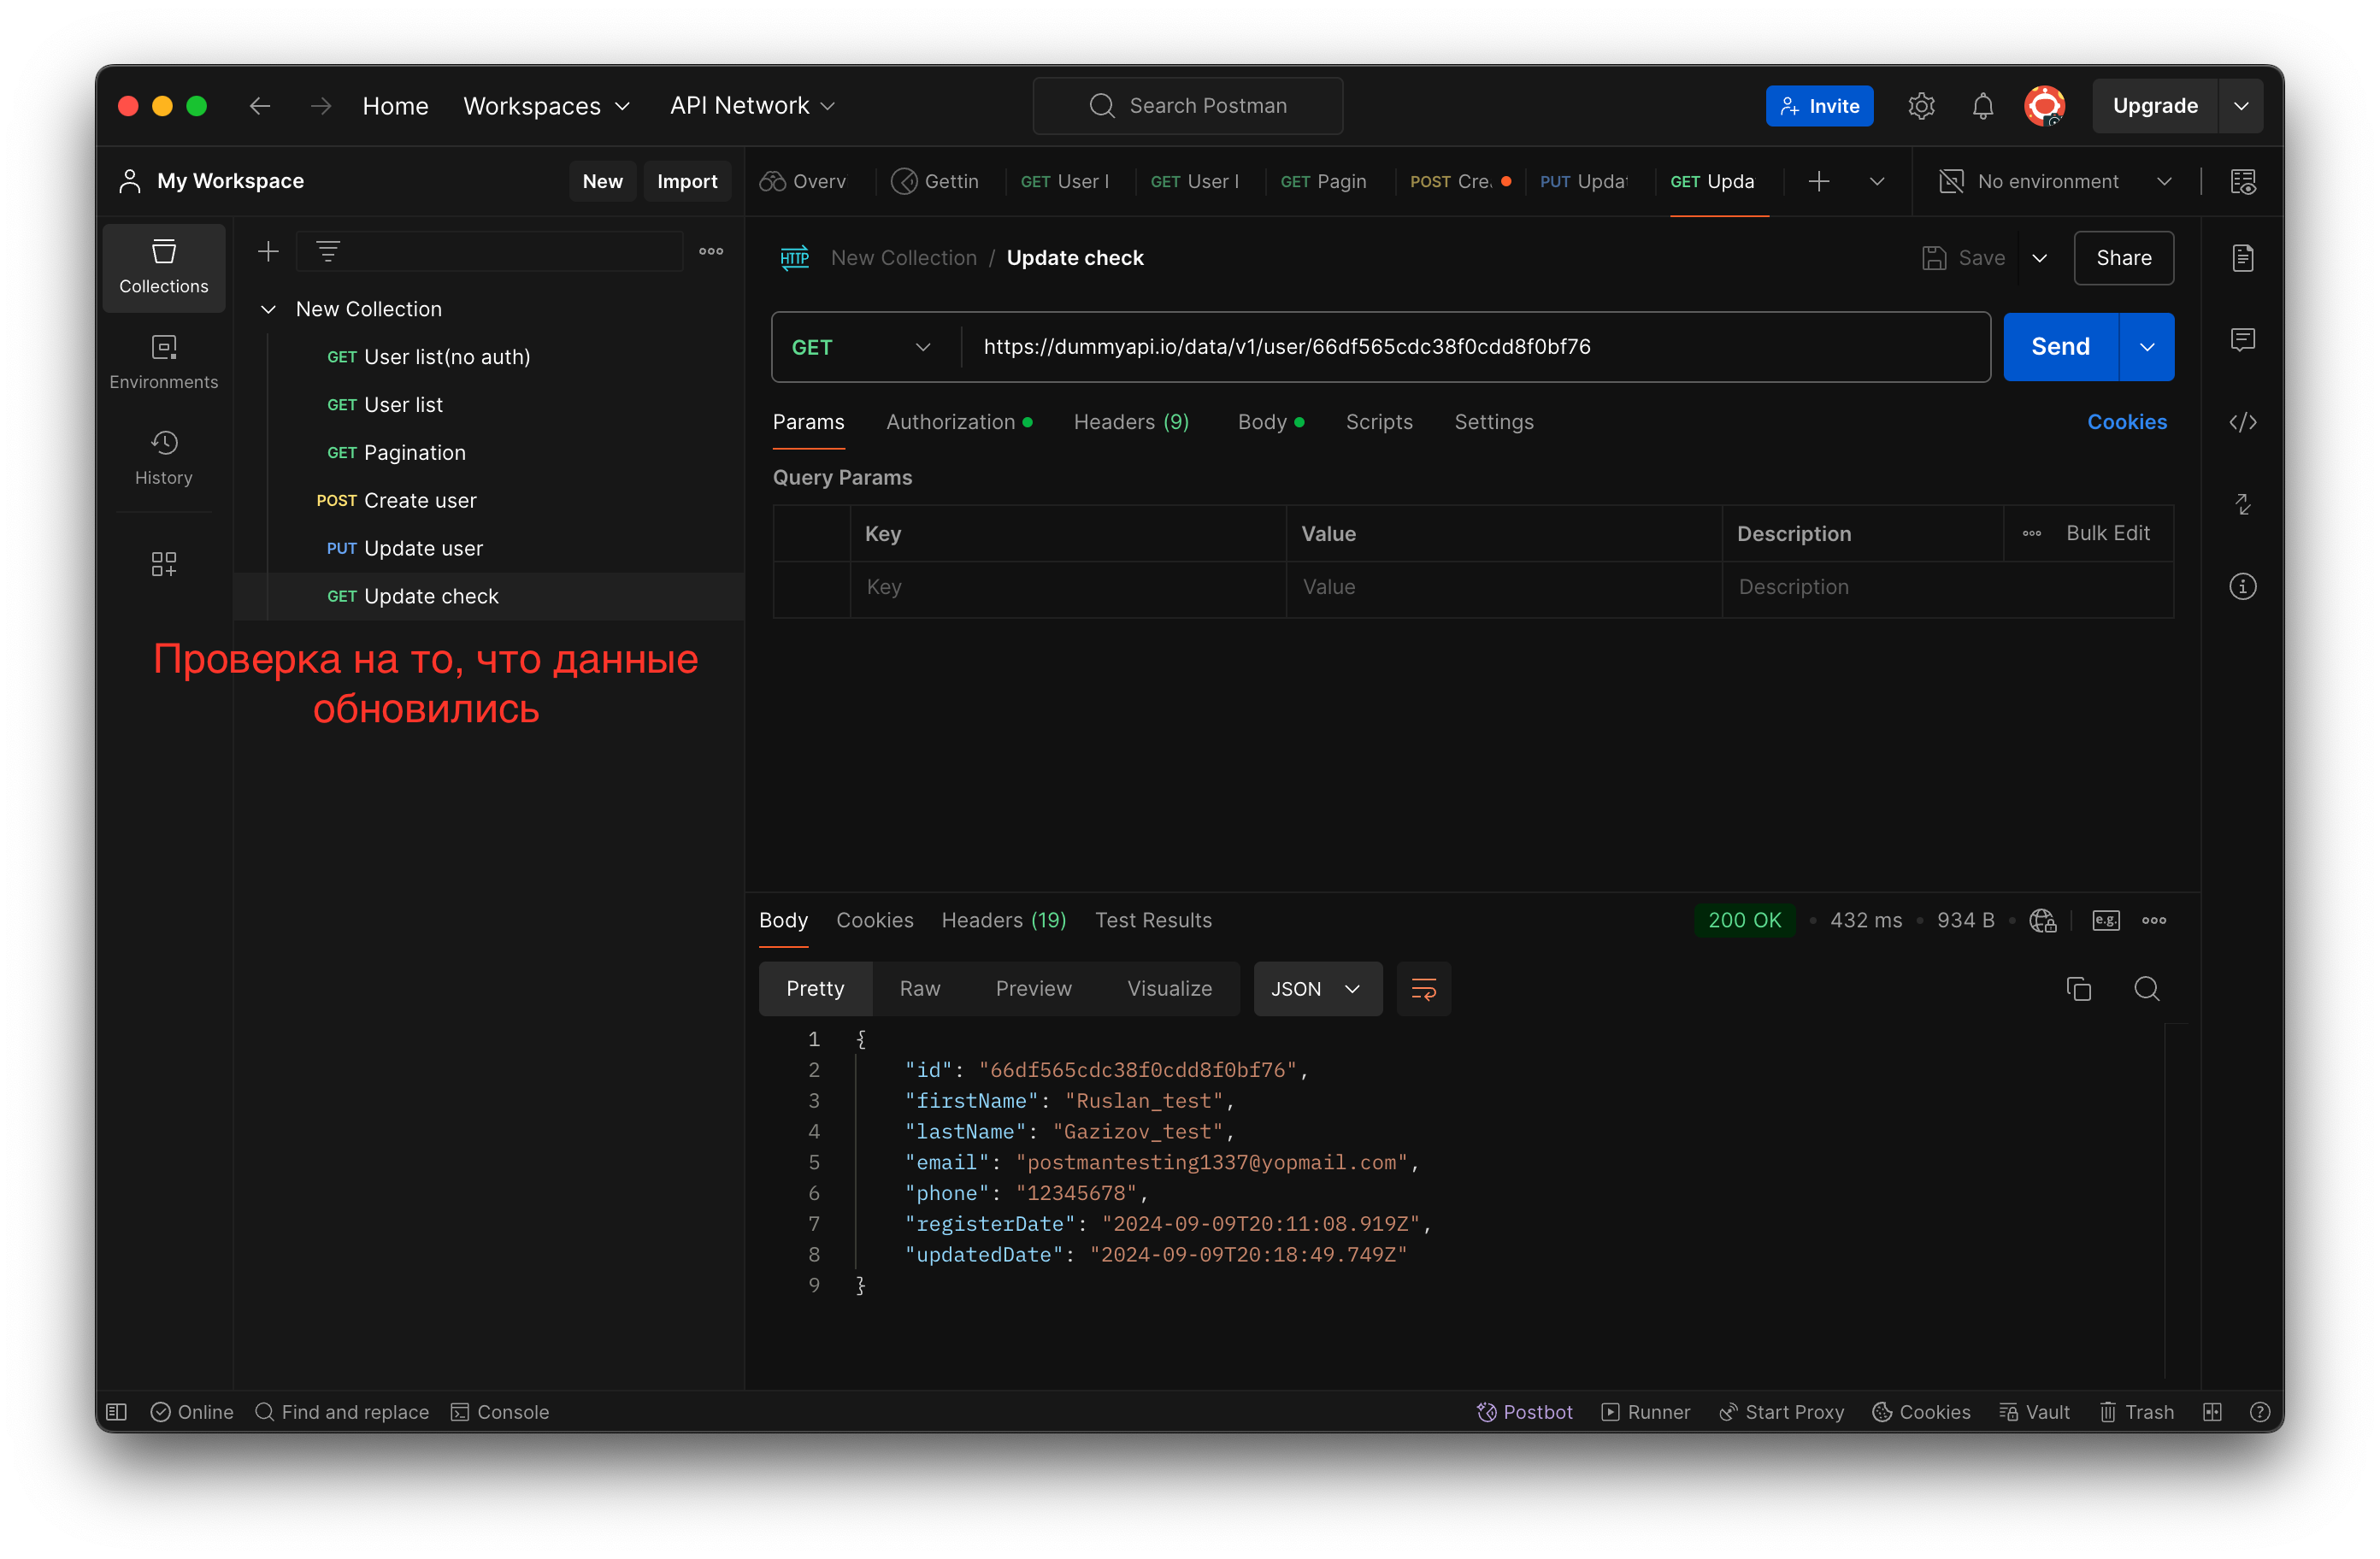 Home Workspaces API Network Search Postman Invite Upgrade
My Workspace New Import Overv Gettin GET User l GET User l GET Pagin POST Cre. PUT Updat GET Upda No environment
Collections
Environments
History
New Collection
GET User list(no auth)
GET User list
GET Pagination
POST Create user
PUT Update user
GET Update check
Проверка на то, что данные
обновились
HTTP New Collection / Update check Save Share
GET https://dummyapi.io/data/v1/user/66df565cdc38f0cdd8f0bf76 Send
Params Authorization Headers (9) Body Scripts Settings Cookies
Query Params
Key Value Description Bulk Edit
Key Value Description
Body Cookies Headers (19) Test Results 200 OK 432 ms 934 B e.g.
Pretty Raw Preview Visualize JSON
1 {
2 "id": "66df565cdc38f0cdd8f0bf76",
3 "firstName": "Ruslan_test",
4 "lastName": "Gazizov_test",
5 "email": "postmantesting1337@yopmail.com",
6 "phone": "12345678",
7 "registerDate": "2024-09-09T20:11:08.919Z",
8 "updatedDate": "2024-09-09T20:18:49.749Z"
9 }
Online Find and replace Console Postbot Runner Start Proxy Cookies Vault Trash